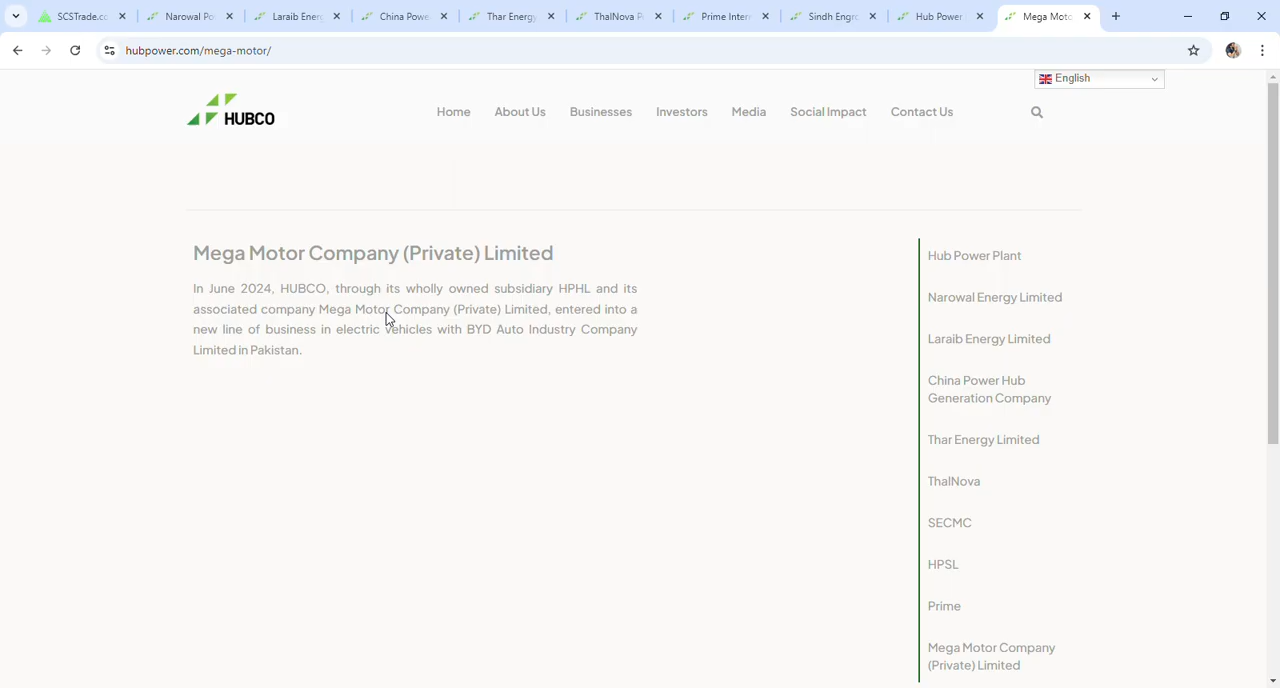 SCSTrade.co
Narowal Po
Laraib Ener
China Powe
Thar Energy
ThalNova P
Prime Inter
Sindh Engro
Hub Power
Mega Moto
hubpower.com/mega-motor/
English
HUBCO
Home
About Us
Businesses
Investors
Media
Social Impact
Contact Us
Mega Motor Company (Private) Limited
In June 2024, HUBCO, through its wholly owned subsidiary HPHL and its
associated company Mega Motor Company (Private) Limited, entered into a
new line of business in electric vehicles with BYD Auto Industry Company
Limited in Pakistan.
Hub Power Plant
Narowal Energy Limited
Laraib Energy Limited
China Power Hub
Generation Company
Thar Energy Limited
ThalNova
SECMC
HPSL
Prime
Mega Motor Company
(Private) Limited